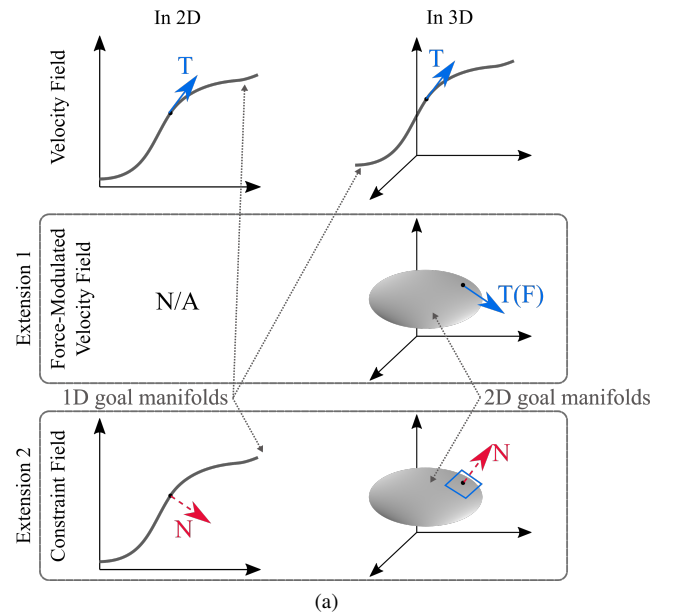 In 2D
In 3D
Velocity Field
T
T
Extension 1
Force-Modulated
Velocity Field
N/A
T(F)
1D goal manifolds
2D goal manifolds
Extension 2
Constraint Field
N
N
(a)